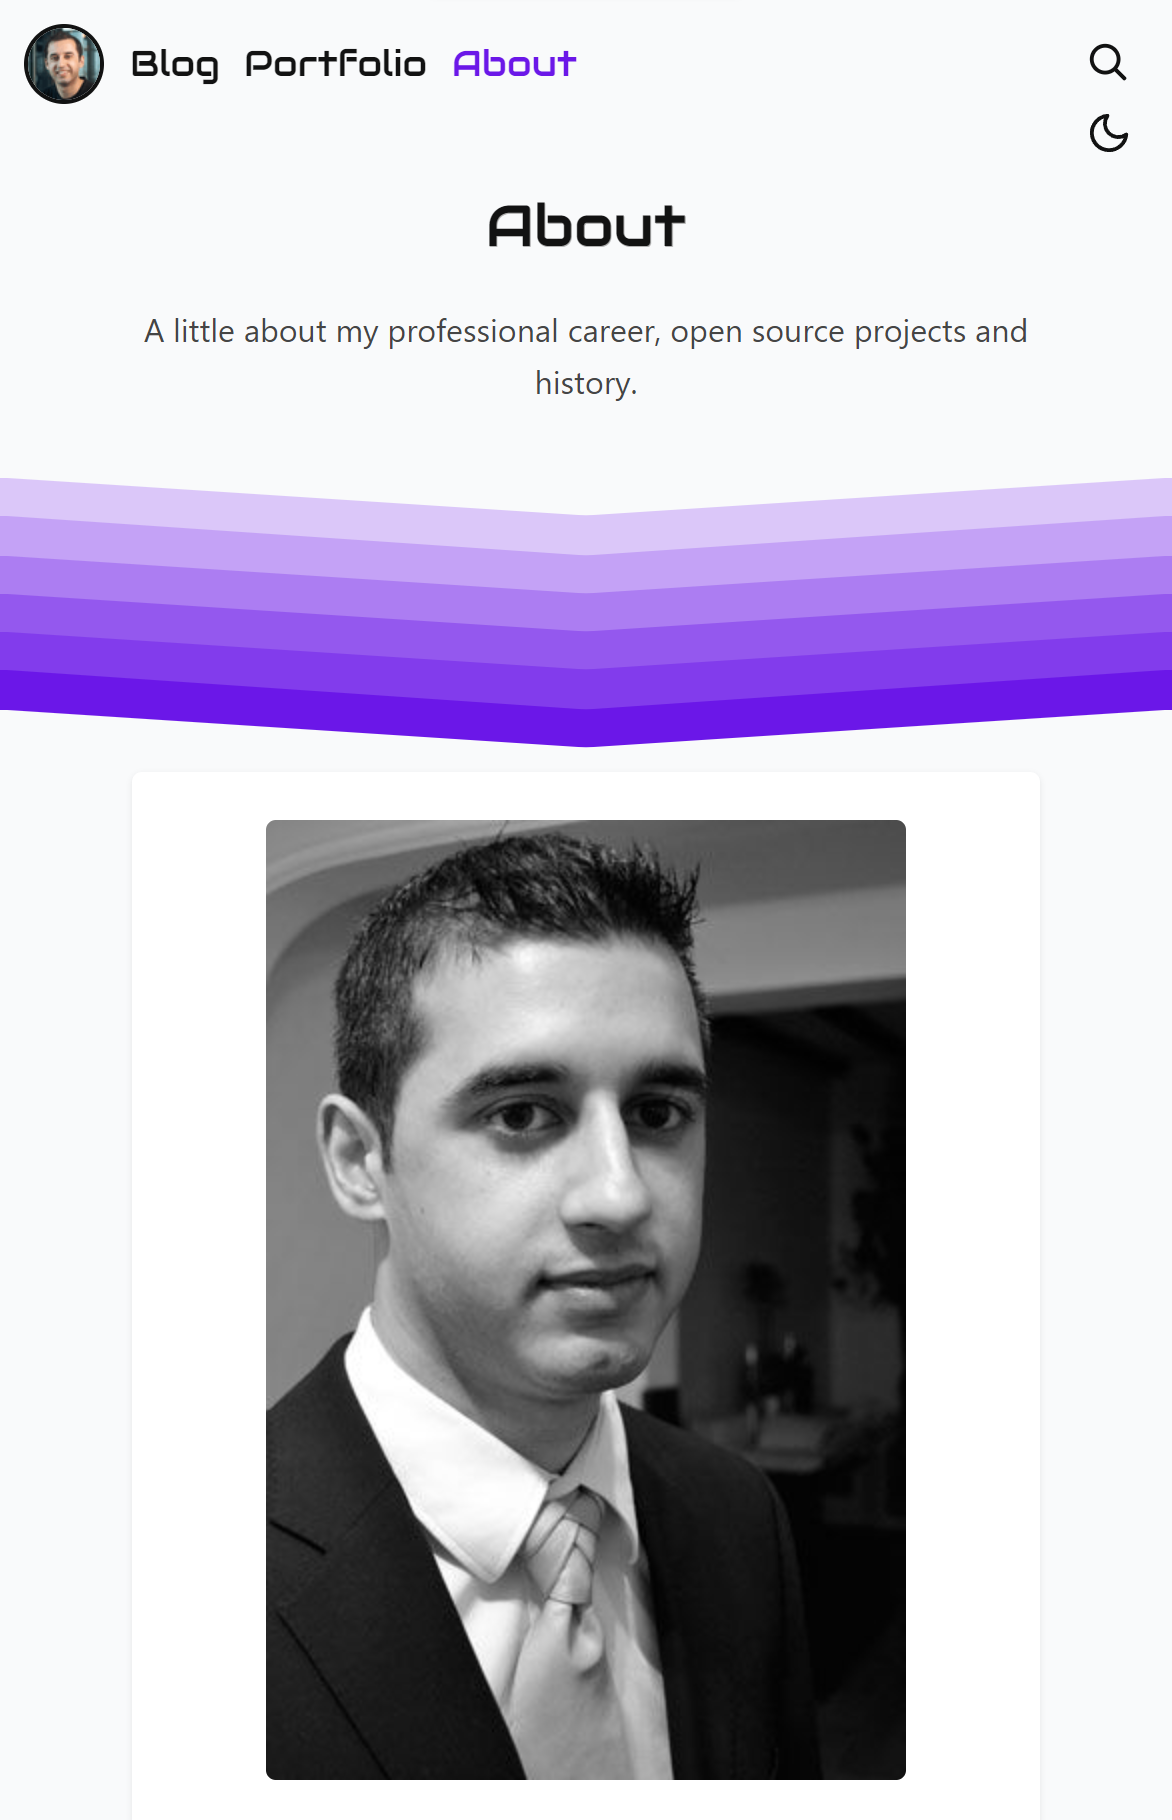 Blog Portfolio About
About
A little about my professional career, open source projects and
history.